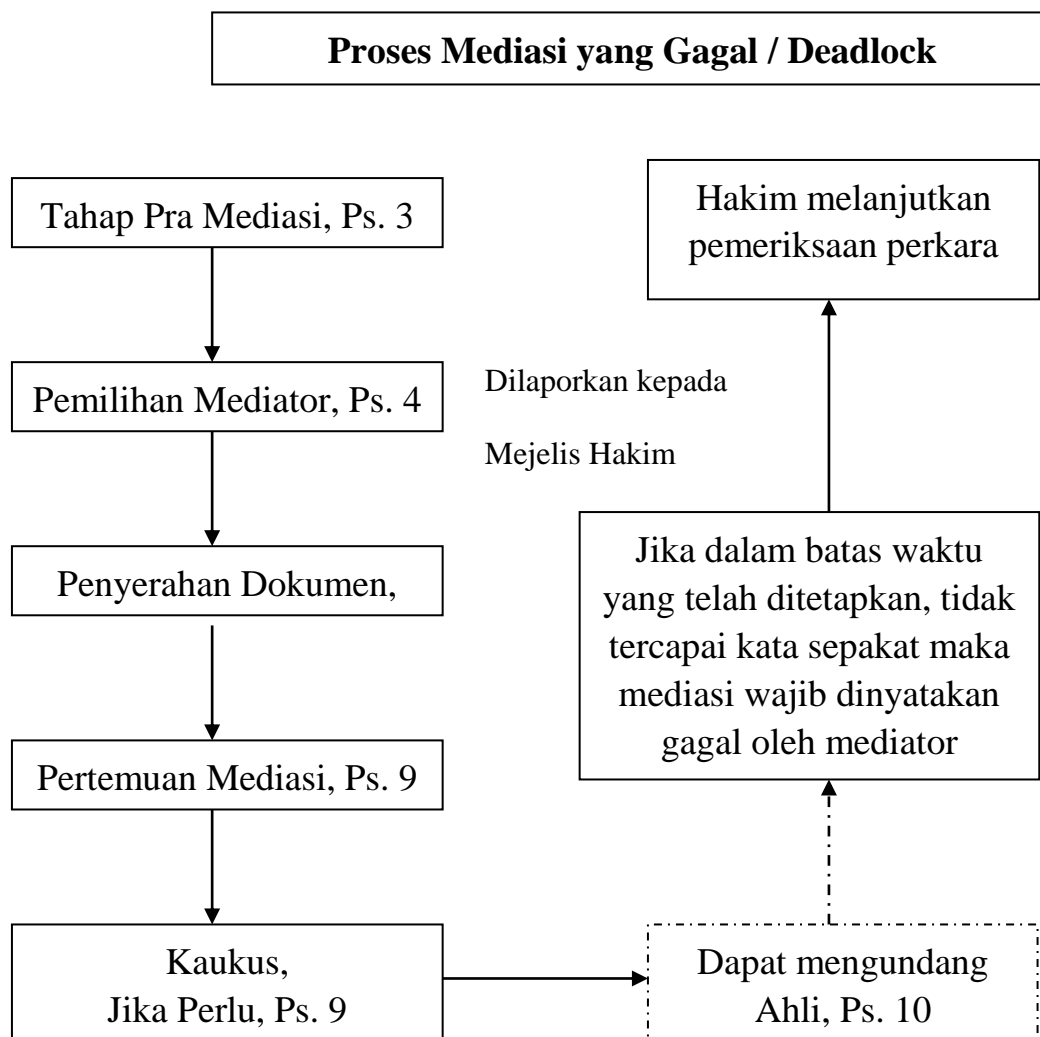 Proses Mediasi yang Gagal / Deadlock
Tahap Pra Mediasi, Ps. 3
Pemilihan Mediator, Ps. 4
Penyerahan Dokumen,
Pertemuan Mediasi, Ps. 9
Kaukus,
Jika Perlu, Ps. 9
Dapat mengundang
Ahli, Ps. 10
Jika dalam batas waktu
yang telah ditetapkan, tidak
tercapai kata sepakat maka
mediasi wajib dinyatakan
gagal oleh mediator
Dilaporkan kepada
Mejelis Hakim
Hakim melanjutkan
pemeriksaan perkara